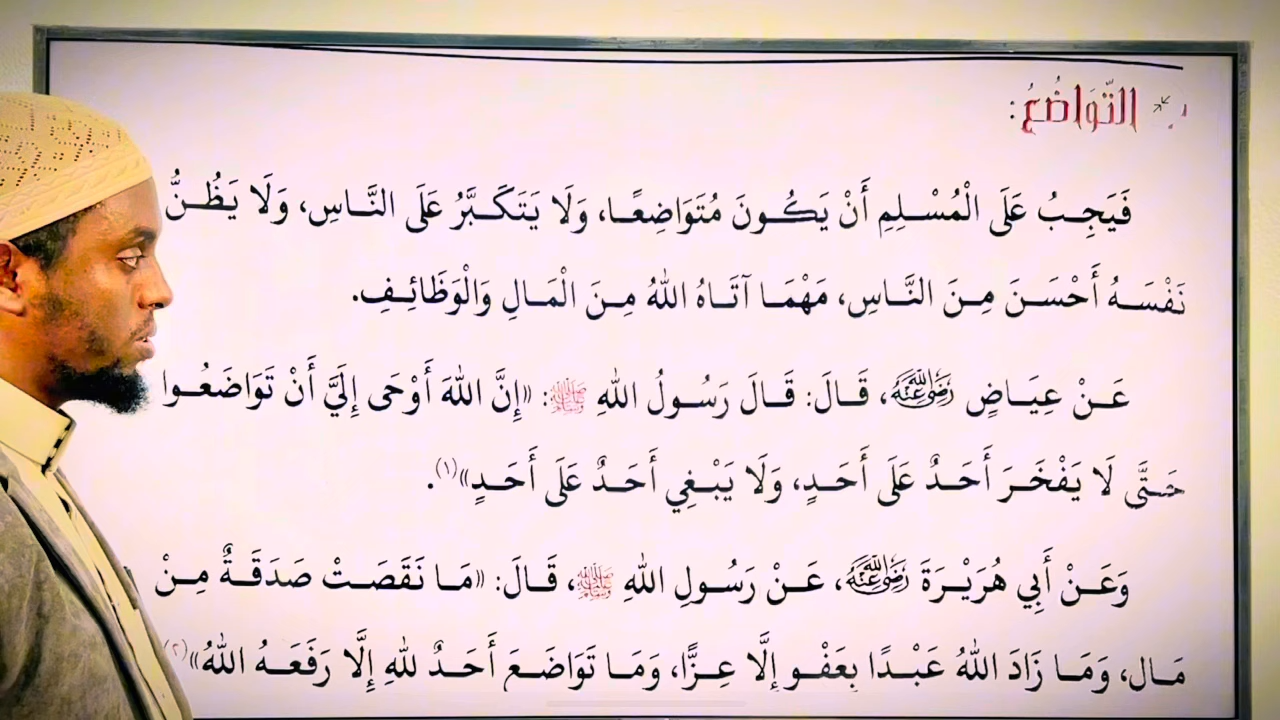 التَّوَاضُعُ:
فَيَجِبُ عَلَى الْمُسْلِمِ أَنْ يَكُونَ مُتَوَاضِعًا، وَلَا يَتَكَبَّرُ عَلَى النَّاسِ، وَلَا يَظُنُّ
نَفْسَهُ أَحْسَنَ مِنَ النَّاسِ، مَهْمَا آتَاهُ اللهُ مِنَ الْمَالِ وَالْوَظَائِفِ.
عَنْ عِيَاضٍ رَضِيَ اللهُ عَنْهُ، قَالَ: قَالَ رَسُولُ اللهِ ﷺ: «إِنَّ اللهَ أَوْحَى إِلَيَّ أَنْ تَوَاضَعُوا
حَتَّى لَا يَفْخَرَ أَحَدٌ عَلَى أَحَدٍ، وَلَا يَبْغِي أَحَدٌ عَلَى أَحَدٍ»(١).
وَعَنْ أَبِي هُرَيْرَةَ رَضِيَ اللهُ عَنْهُ، عَنْ رَسُولِ اللهِ ﷺ، قَالَ: «مَا نَقَصَتْ صَدَقَةٌ مِنْ
مَال، وَمَا زَادَ اللهُ عَبْدًا بِعَفْوٍ إِلَّا عِزًّا، وَمَا تَوَاضَعَ أَحَدٌ للهِ إِلَّا رَفَعَهُ اللهُ»(٢)